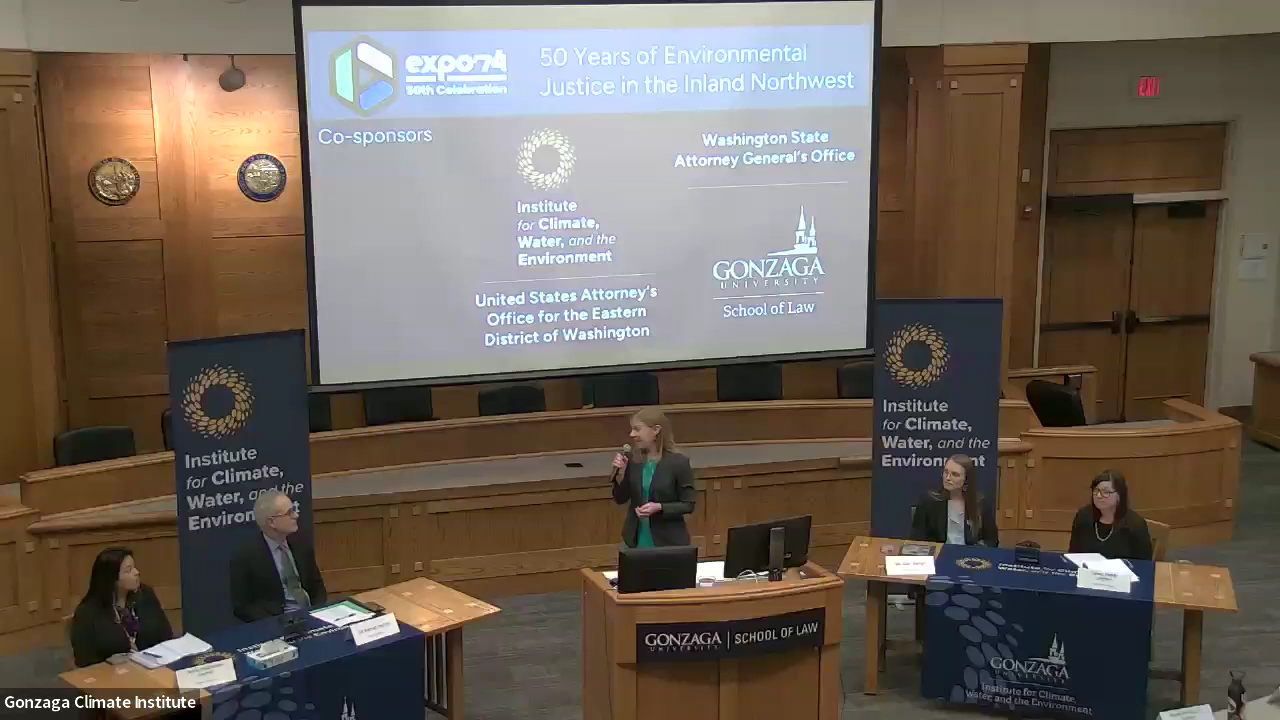 expo'74
50th Celebration
50 Years of Environmental
Justice in the Inland Northwest
Co-sponsors
Institute
for Climate,
Water, and the
Environment
United States Attorney's
Office for the Eastern
District of Washington
Washington State
Attorney General's Office
GONZAGA
UNIVERSITY
School of Law
EXIT
Institute
for Climate,
Water, and the
Environment
Institute
for Climate,
Water, and the
GONZAGA
UNIVERSITY
SCHOOL OF LAW
GONZAGA
UNIVERSITY
Institute for Climate,
Water, and the Environment
Gonzaga Climate Institute